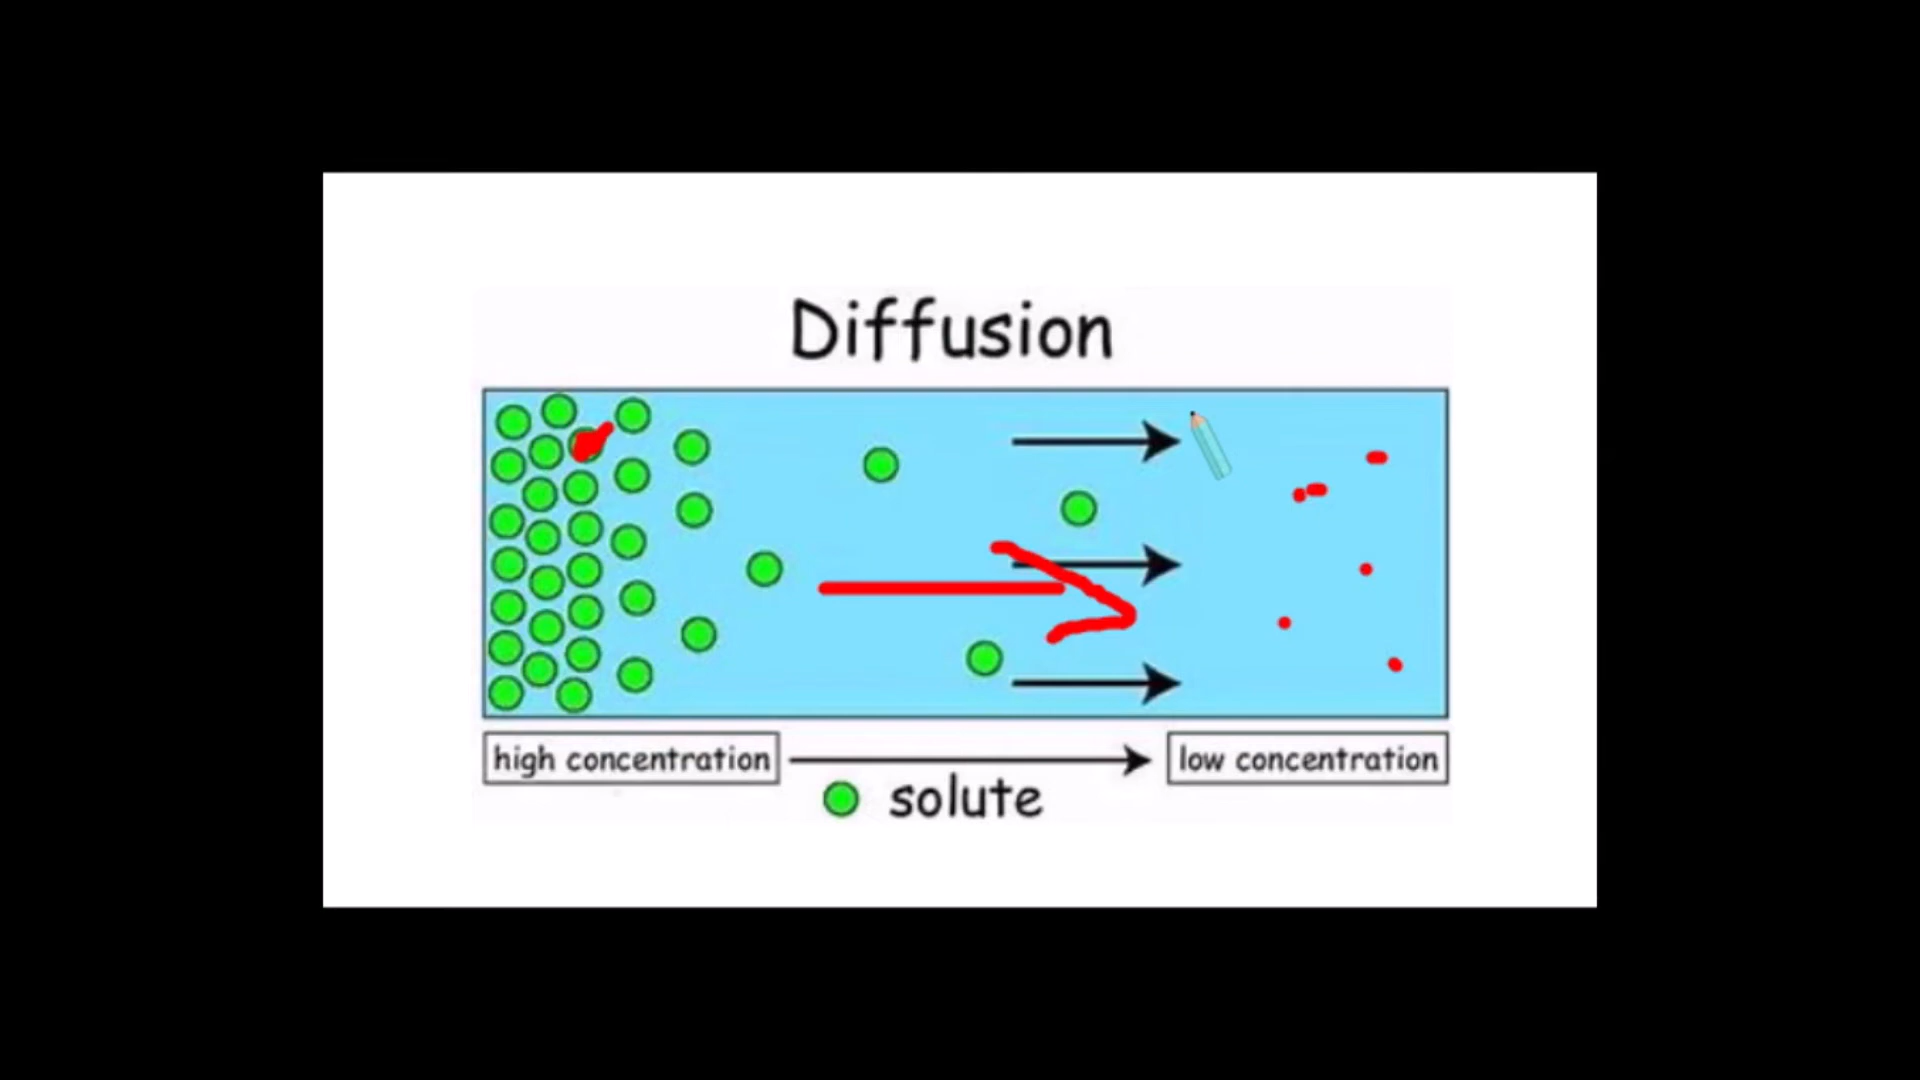 Diffusion
high concentration
low concentration
solute